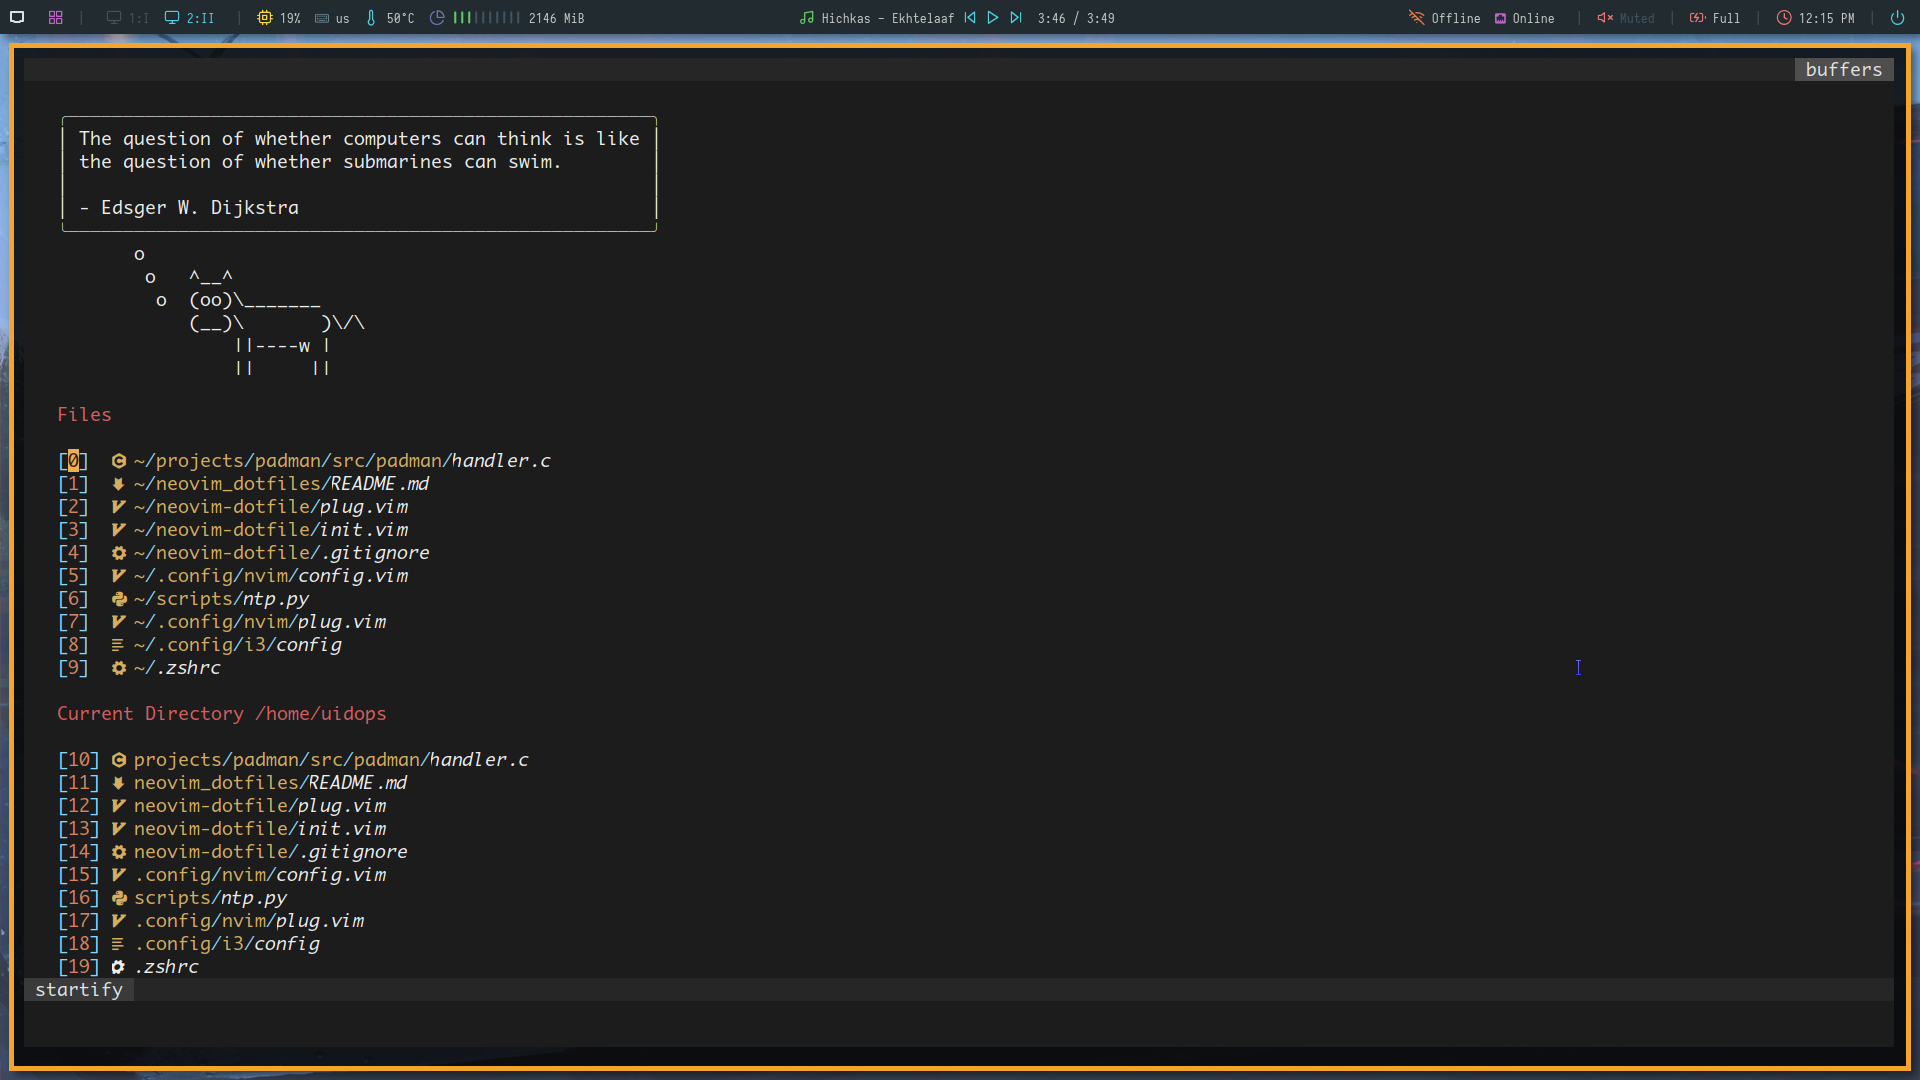 1:I 2:II 19% us 50°C 2146 MiB Hichkas - Ekhtelaaf 3:46 / 3:49 Offline Online Muted Full 12:15 PM
buffers
The question of whether computers can think is like
the question of whether submarines can swim.
- Edsger W. Dijkstra
o
o ^__^
o (oo)\_______
(__)\ )\/\
||----w |
|| ||
Files
[0] ~/projects/padman/src/padman/handler.c
[1] ~/neovim_dotfiles/README.md
[2] ~/neovim-dotfile/plug.vim
[3] ~/neovim-dotfile/init.vim
[4] ~/neovim-dotfile/.gitignore
[5] ~/.config/nvim/config.vim
[6] ~/scripts/ntp.py
[7] ~/.config/nvim/plug.vim
[8] ~/.config/i3/config
[9] ~/.zshrc
Current Directory /home/uidops
[10] projects/padman/src/padman/handler.c
[11] neovim_dotfiles/README.md
[12] neovim-dotfile/plug.vim
[13] neovim-dotfile/init.vim
[14] neovim-dotfile/.gitignore
[15] .config/nvim/config.vim
[16] scripts/ntp.py
[17] .config/nvim/plug.vim
[18] .config/i3/config
[19] .zshrc
startify